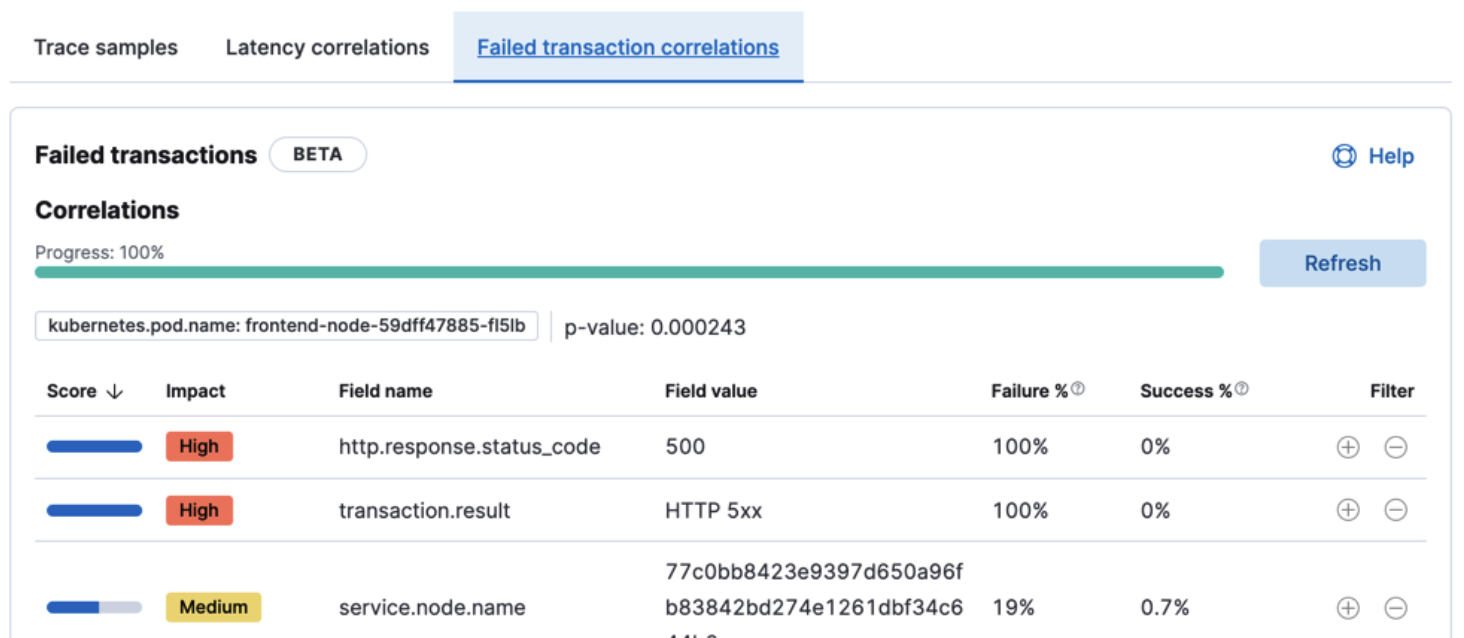 Trace samples Latency correlations Failed transaction correlations
Failed transactions BETA Help
Correlations
Progress: 100%
Refresh
kubernetes.pod.name: frontend-node-59dff47885-fl5lb p-value: 0.000243
Score ↓ Impact Field name Field value Failure % Success % Filter
High http.response.status_code 500 100% 0%
High transaction.result HTTP 5xx 100% 0%
77c0bb8423e9397d650a96f
Medium service.node.name b83842bd274e1261dbf34c6 19% 0.7%